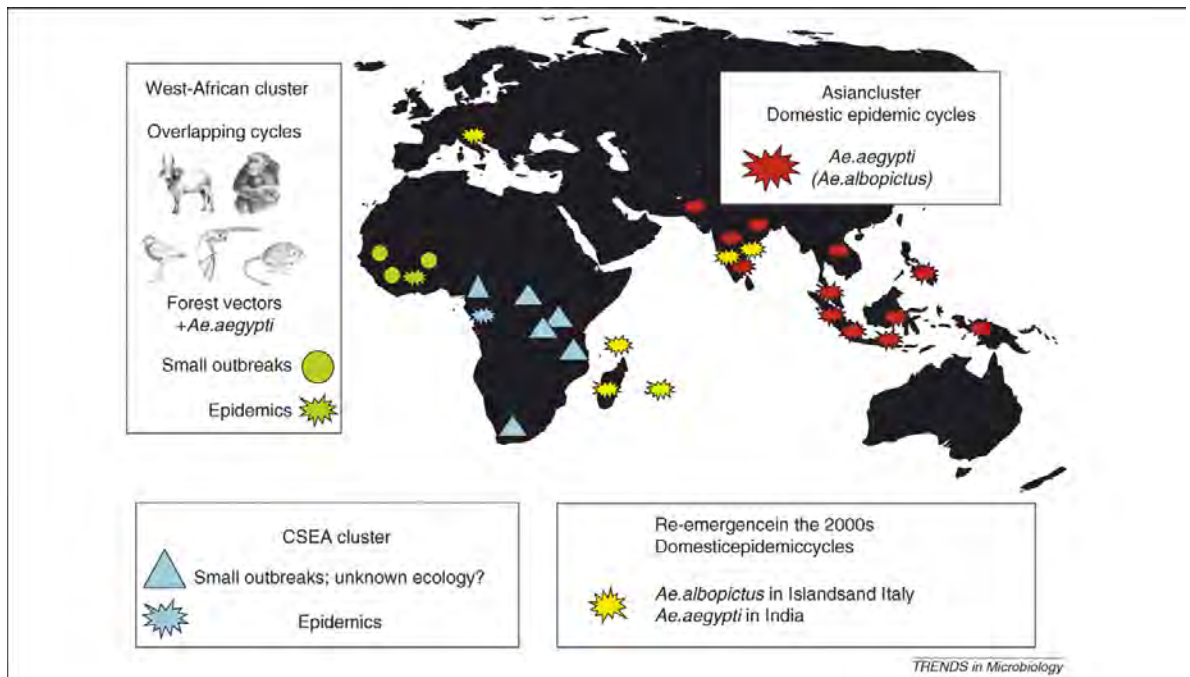 West-African cluster
Overlapping cycles
Forest vectors
+Ae.aegypti
Small outbreaks
Epidemics
Asiancluster
Domestic epidemic cycles
Ae.aegypti
(Ae.albopictus)
CSEA cluster
Small outbreaks; unknown ecology?
Epidemics
Re-emergencein the 2000s
Domesticepidemiccycles
Ae.albopictus in Islandsand Italy
Ae.aegypti in India
TRENDS in Microbiology